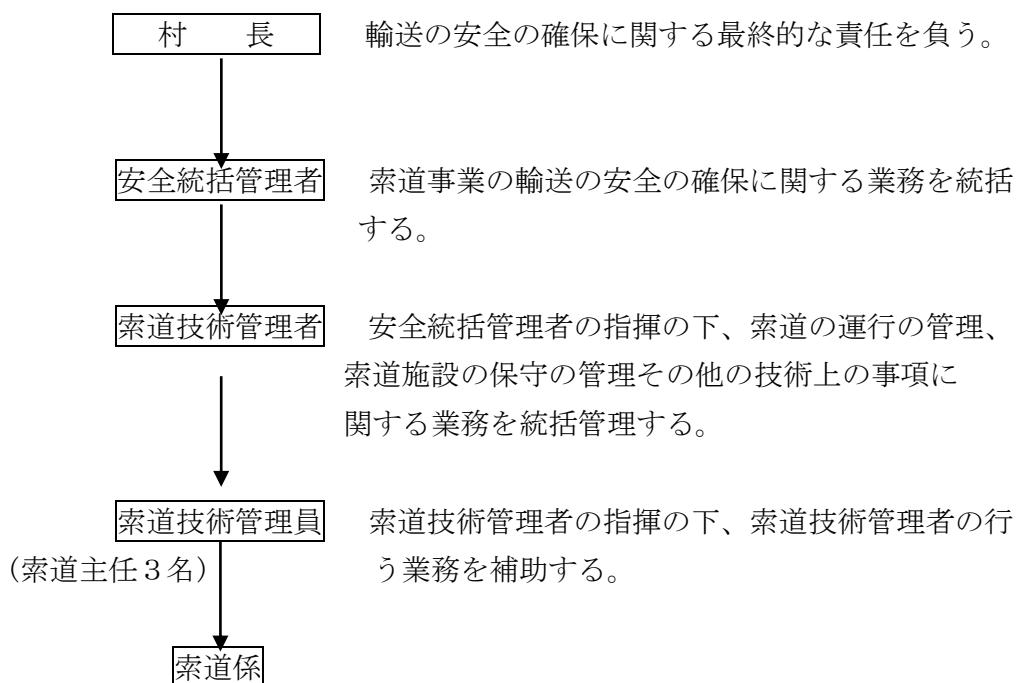 村　　長　輸送の安全の確保に関する最終的な責任を負う。
安全統括管理者　索道事業の輸送の安全の確保に関する業務を統括
する。
索道技術管理者　安全統括管理者の指揮の下、索道の運行の管理、
索道施設の保守の管理その他の技術上の事項に
関する業務を統括管理する。
索道技術管理員　索道技術管理者の指揮の下、索道技術管理者の行
（索道主任３名）　う業務を補助する。
索道係